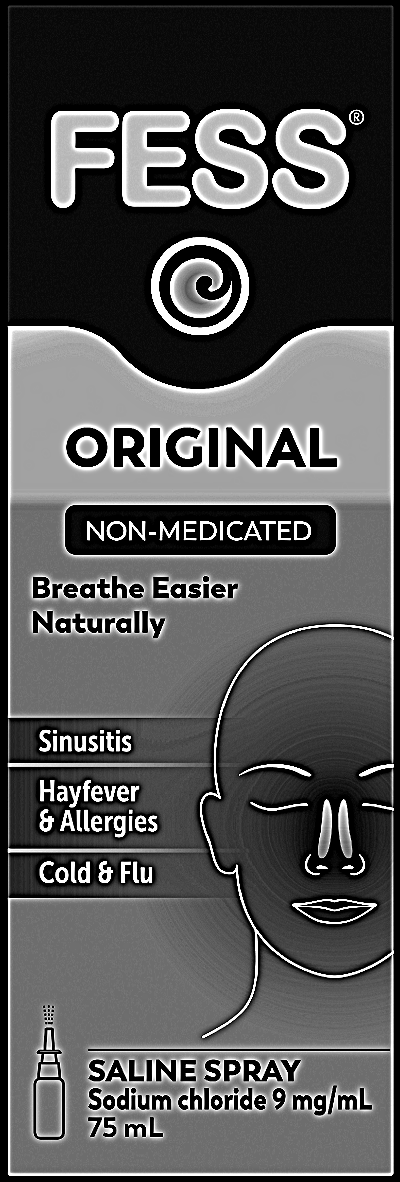 FESS®
ORIGINAL
NON-MEDICATED
Breathe Easier
Naturally
Sinusitis
Hayfever
& Allergies
Cold & Flu
SALINE SPRAY
Sodium chloride 9 mg/mL
75 mL